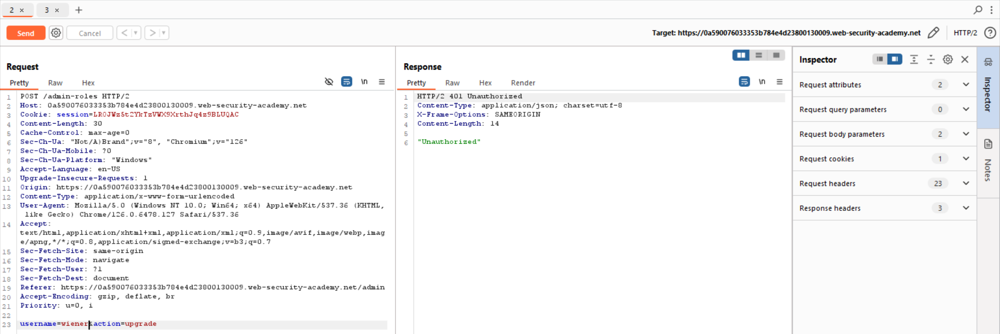 2 ×
3 ×
+
Send
Cancel
<
>
Target: https://0a590076033353b784e4d23800130009.web-security-academy.net
HTTP/2
?
Request
Pretty
Raw
Hex
\n
1 POST /admin-roles HTTP/2
2 Host: 0a590076033353b784e4d23800130009.web-security-academy.net
3 Cookie: session=LROJWz5t2YkTzVWX9XrthJq4z9BLUQAC
4 Content-Length: 30
5 Cache-Control: max-age=0
6 Sec-Ch-Ua: "Not/A)Brand";v="8", "Chromium";v="126"
7 Sec-Ch-Ua-Mobile: ?0
8 Sec-Ch-Ua-Platform: "Windows"
9 Accept-Language: en-US
10 Upgrade-Insecure-Requests: 1
11 Origin: https://0a590076033353b784e4d23800130009.web-security-academy.net
12 Content-Type: application/x-www-form-urlencoded
13 User-Agent: Mozilla/5.0 (Windows NT 10.0; Win64; x64) AppleWebKit/537.36 (KHTML,
like Gecko) Chrome/126.0.6478.127 Safari/537.36
14 Accept:
text/html,application/xhtml+xml,application/xml;q=0.9,image/avif,image/webp,imag
e/apng,*/*;q=0.8,application/signed-exchange;v=b3;q=0.7
15 Sec-Fetch-Site: same-origin
16 Sec-Fetch-Mode: navigate
17 Sec-Fetch-User: ?1
18 Sec-Fetch-Dest: document
19 Referer: https://0a590076033353b784e4d23800130009.web-security-academy.net/admin
20 Accept-Encoding: gzip, deflate, br
21 Priority: u=0, i
22
23 username=wiener&action=upgrade
Response
Pretty
Raw
Hex
Render
\n
1 HTTP/2 401 Unauthorized
2 Content-Type: application/json; charset=utf-8
3 X-Frame-Options: SAMEORIGIN
4 Content-Length: 14
5
6 "Unauthorized"
Inspector
Request attributes 2
Request query parameters 0
Request body parameters 2
Request cookies 1
Request headers 23
Response headers 3
Inspector
Notes